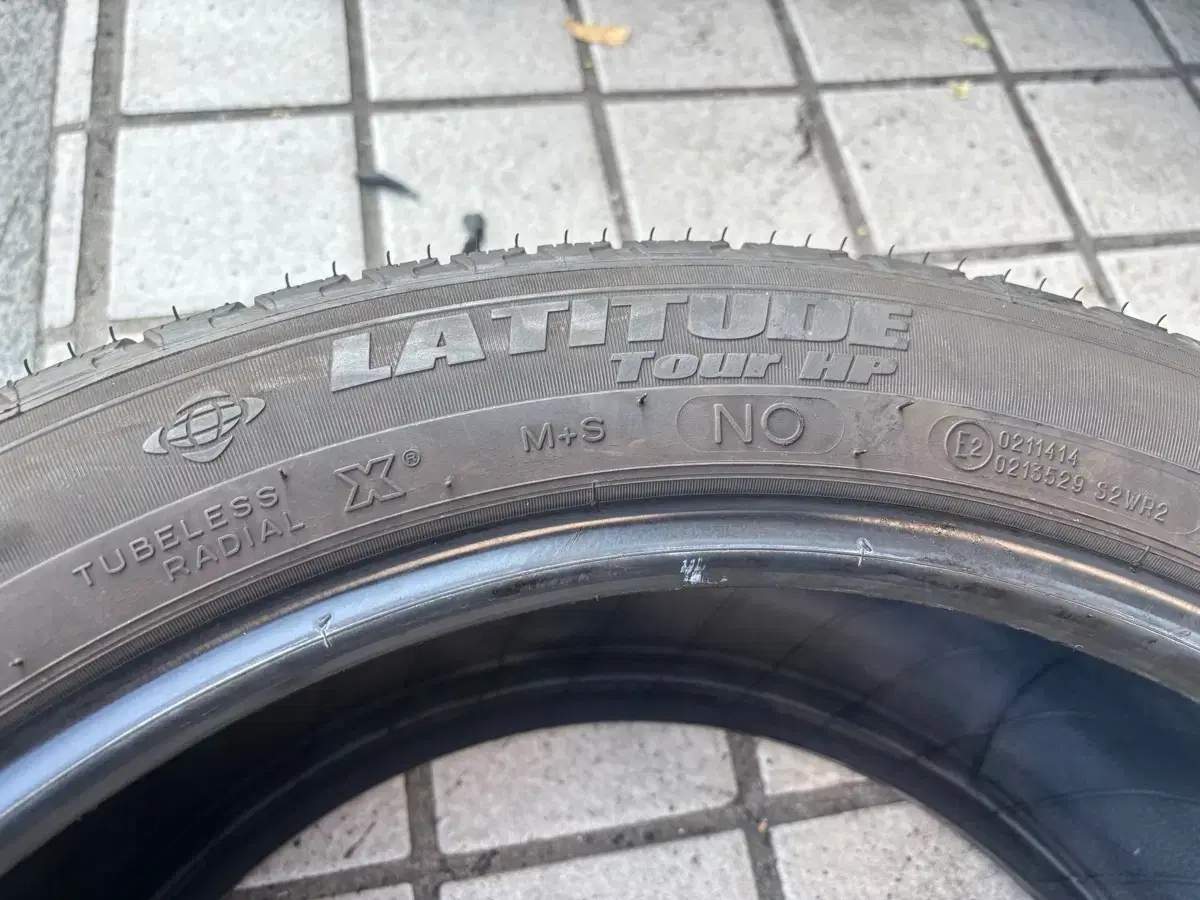 LATITUDE
Tour HP
TUBELESS
RADIAL
X®
M+S
NO
E2
0211414
0213529 S2WR2